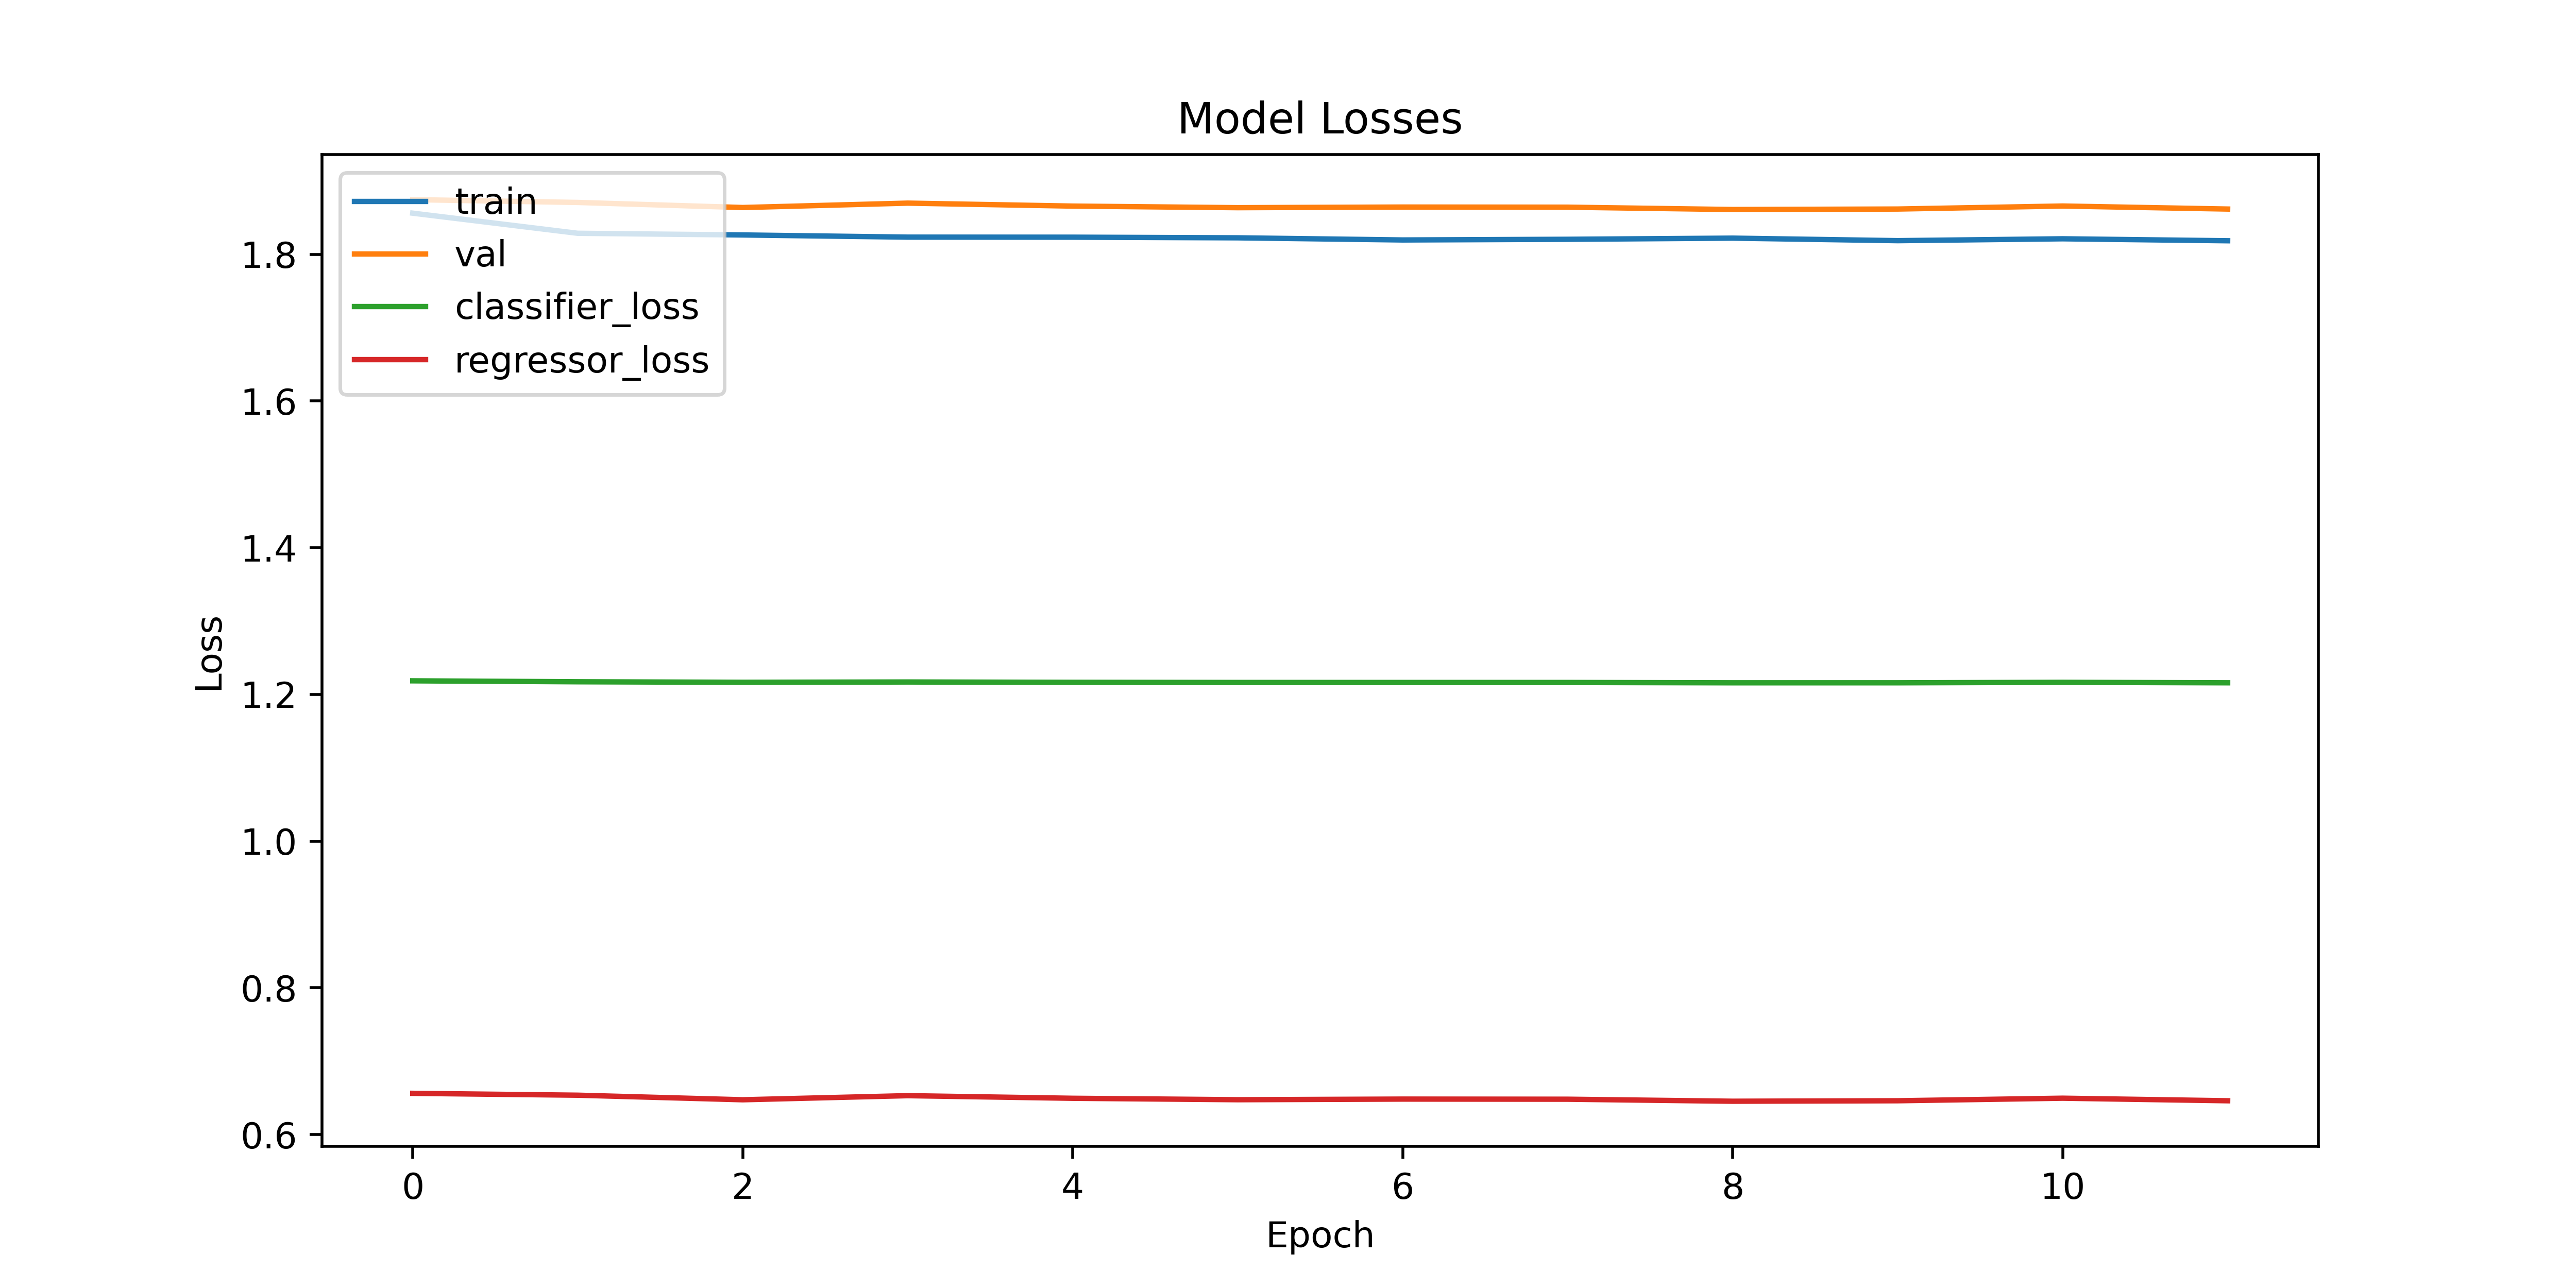 Model Losses
train
val
classifier_loss
regressor_loss
Loss
1.8
1.6
1.4
1.2
1.0
0.8
0.6
0 2 4 6 8 10
Epoch